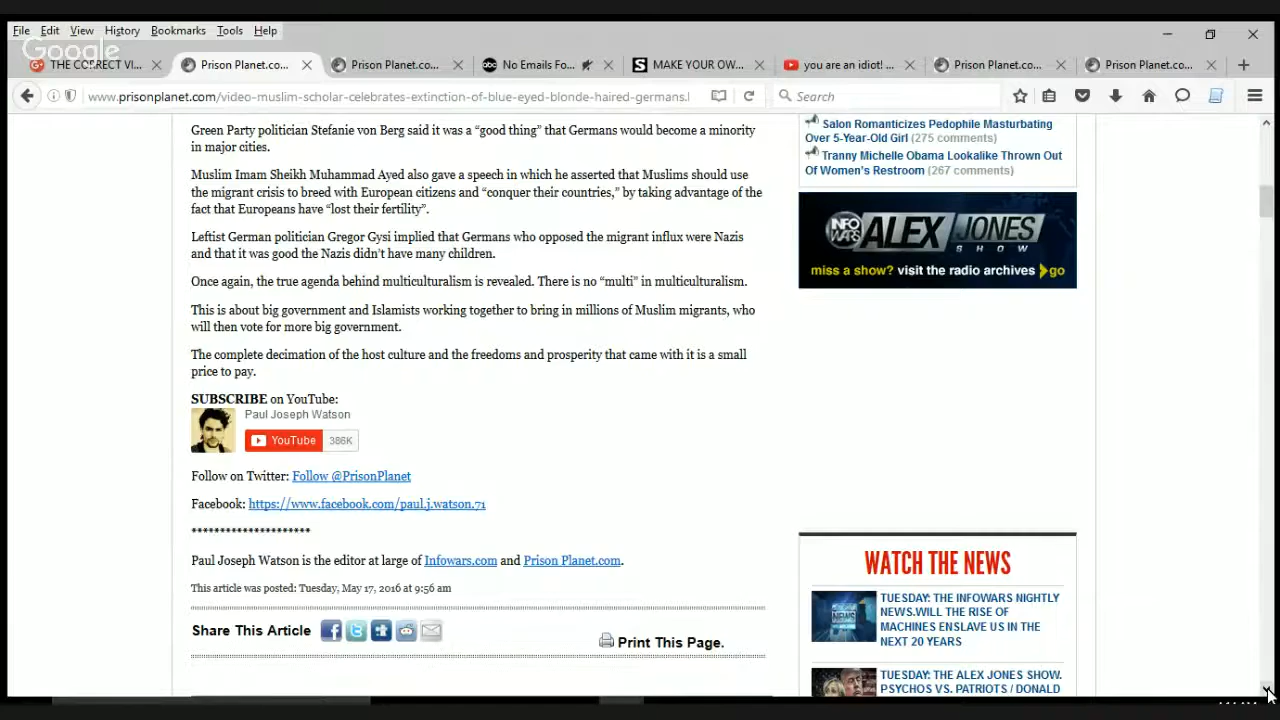 File Edit View History Bookmarks Tools Help
Google
THE CORRECT VI...
Prison Planet.co...
Prison Planet.co...
No Emails Fo...
MAKE YOUR OW...
you are an idiot! ...
Prison Planet.co...
Prison Planet.co...
www.prisonplanet.com/video-muslim-scholar-celebrates-extinction-of-blue-eyed-blonde-haired-germans.l
Search
Green Party politician Stefanie von Berg said it was a “good thing” that Germans would become a minority
in major cities.
Muslim Imam Sheikh Muhammad Ayed also gave a speech in which he asserted that Muslims should use
the migrant crisis to breed with European citizens and “conquer their countries,” by taking advantage of the
fact that Europeans have “lost their fertility”.
Leftist German politician Gregor Gysi implied that Germans who opposed the migrant influx were Nazis
and that it was good the Nazis didn’t have many children.
Once again, the true agenda behind multiculturalism is revealed. There is no “multi” in multiculturalism.
This is about big government and Islamists working together to bring in millions of Muslim migrants, who
will then vote for more big government.
The complete decimation of the host culture and the freedoms and prosperity that came with it is a small
price to pay.
SUBSCRIBE on YouTube:
Paul Joseph Watson
YouTube 386K
Follow on Twitter: Follow @PrisonPlanet
Facebook: https://www.facebook.com/paul.j.watson.71
*********************
Paul Joseph Watson is the editor at large of Infowars.com and Prison Planet.com.
This article was posted: Tuesday, May 17, 2016 at 9:56 am
Share This Article
Print This Page.
Salon Romanticizes Pedophile Masturbating
Over 5-Year-Old Girl (275 comments)
Tranny Michelle Obama Lookalike Thrown Out
Of Women's Restroom (267 comments)
INFO WARS ALEX JONES
SHOW
miss a show? visit the radio archives go
WATCH THE NEWS
TUESDAY: THE INFOWARS NIGHTLY
NEWS.WILL THE RISE OF
MACHINES ENSLAVE US IN THE
NEXT 20 YEARS
TUESDAY: THE ALEX JONES SHOW.
PSYCHOS VS. PATRIOTS / DONALD